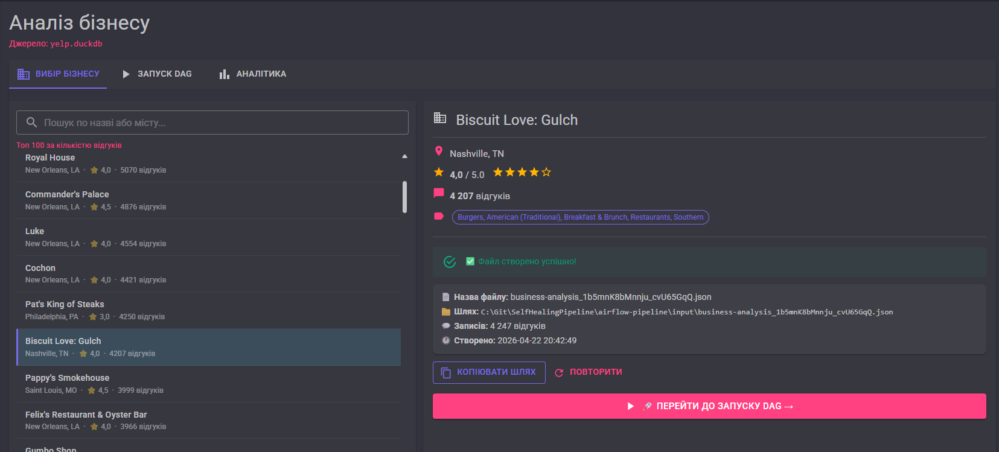 Аналіз бізнесу
Джерело: yelp.duckdb
ВИБІР БІЗНЕСУ
ЗАПУСК DAG
АНАЛІТИКА
Пошук по назві або місту...
Топ 100 за кількістю відгуків
Royal House
New Orleans, LA · 4,0 · 5070 відгуків
Commander's Palace
New Orleans, LA · 4,5 · 4876 відгуків
Luke
New Orleans, LA · 4,0 · 4554 відгуків
Cochon
New Orleans, LA · 4,0 · 4421 відгуків
Pat's King of Steaks
Philadelphia, PA · 3,0 · 4250 відгуків
Biscuit Love: Gulch
Nashville, TN · 4,0 · 4207 відгуків
Pappy's Smokehouse
Saint Louis, MO · 4,5 · 3999 відгуків
Felix's Restaurant & Oyster Bar
New Orleans, LA · 4,0 · 3966 відгуків
Gumbo Shop
Biscuit Love: Gulch
Nashville, TN
4,0 / 5.0
4 207 відгуків
Burgers, American (Traditional), Breakfast & Brunch, Restaurants, Southern
Файл створено успішно!
Назва файлу: business-analysis_1b5mnK8bMnnju_cvU65GqQ.json
Шлях: C:\Git\SelfHealingPipeline\airflow-pipeline\input\business-analysis_1b5mnK8bMnnju_cvU65GqQ.json
Записів: 4 247 відгуків
Створено: 2026-04-22 20:42:49
КОПІЮВАТИ ШЛЯХ
ПОВТОРИТИ
ПЕРЕЙТИ ДО ЗАПУСКУ DAG →